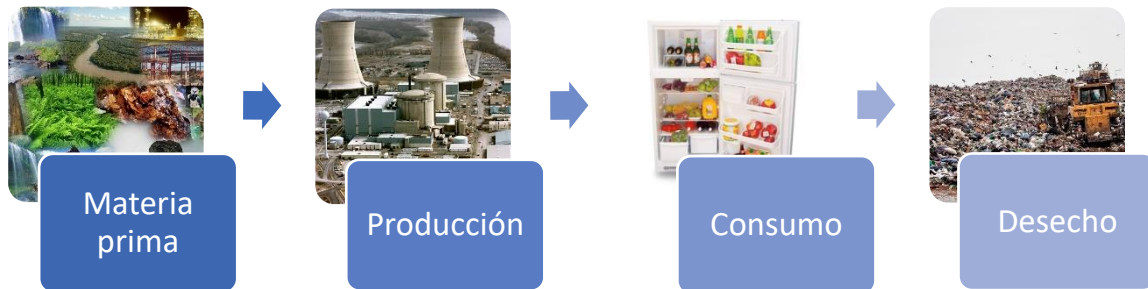 Materia
prima
Producción
Consumo
Desecho